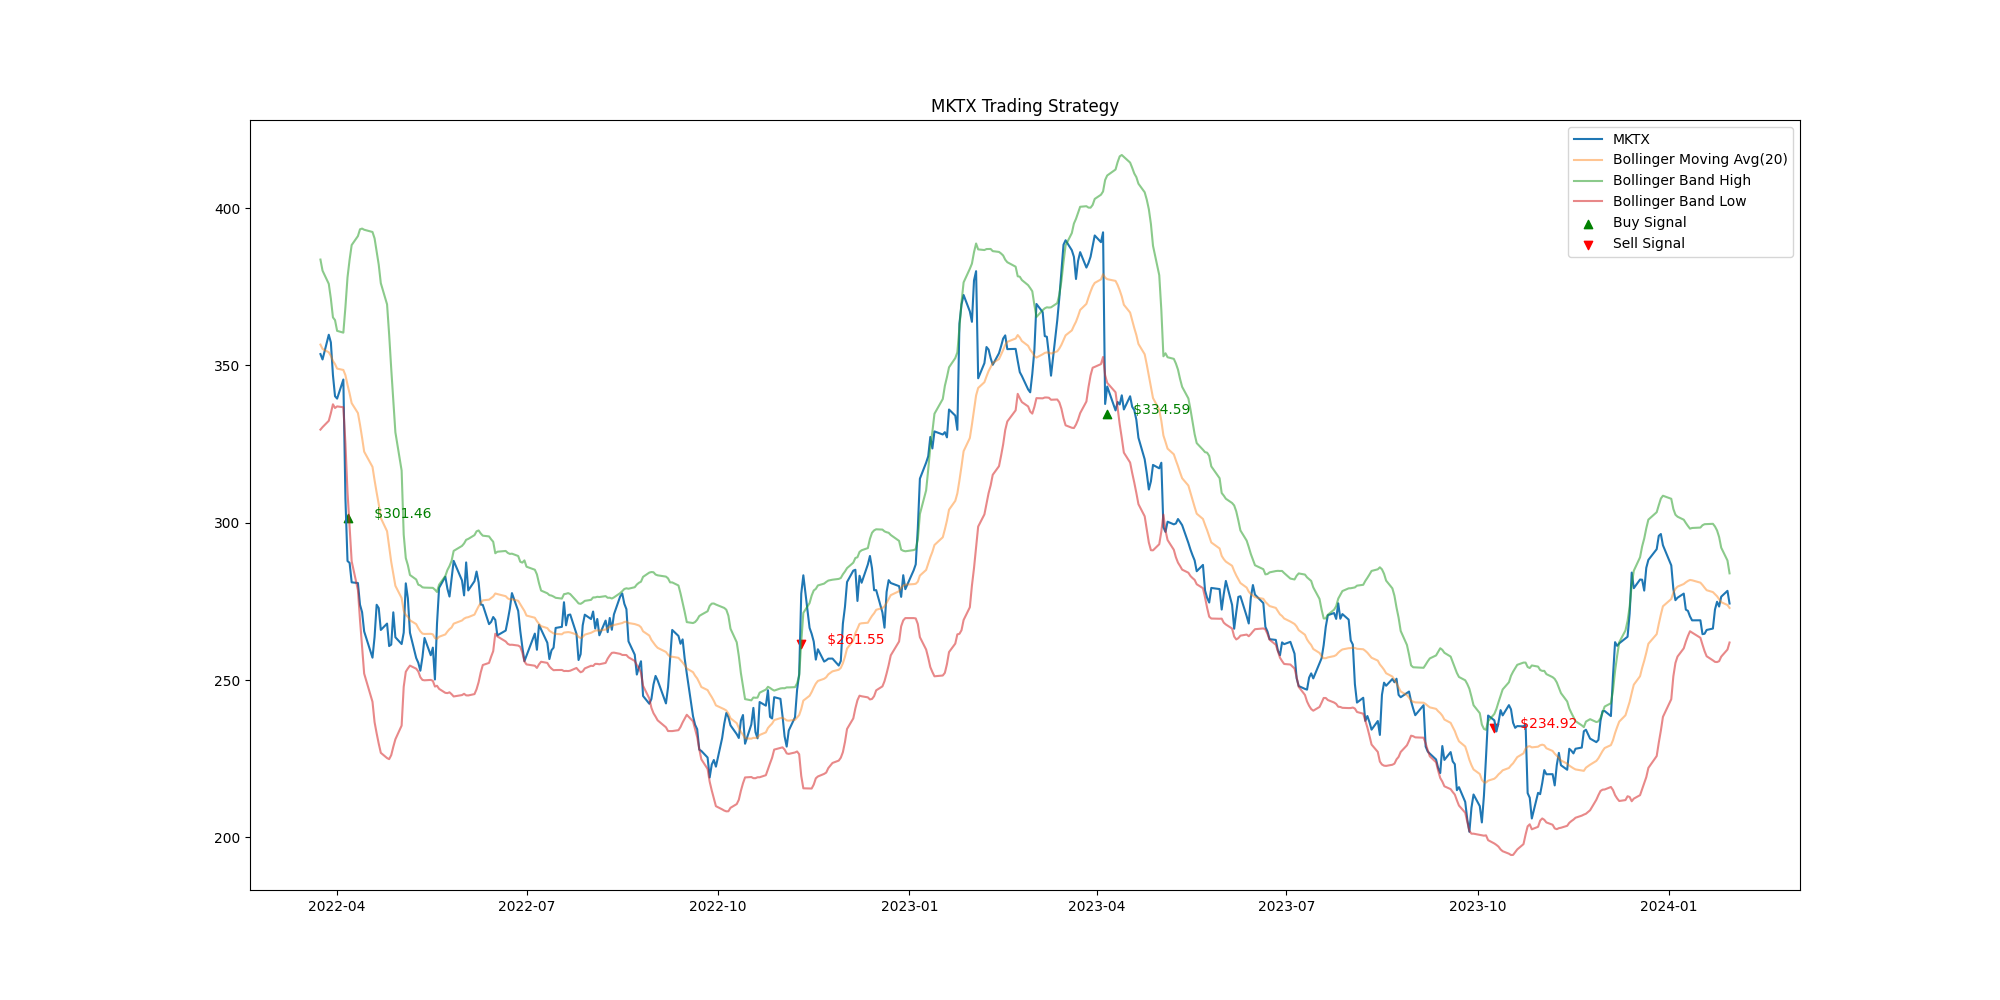 MKTX Trading Strategy
MKTX
Bollinger Moving Avg(20)
Bollinger Band High
Bollinger Band Low
Buy Signal
Sell Signal
400
350
300
250
200
$301.46
$261.55
$334.59
$234.92
2022-04
2022-07
2022-10
2023-01
2023-04
2023-07
2023-10
2024-01